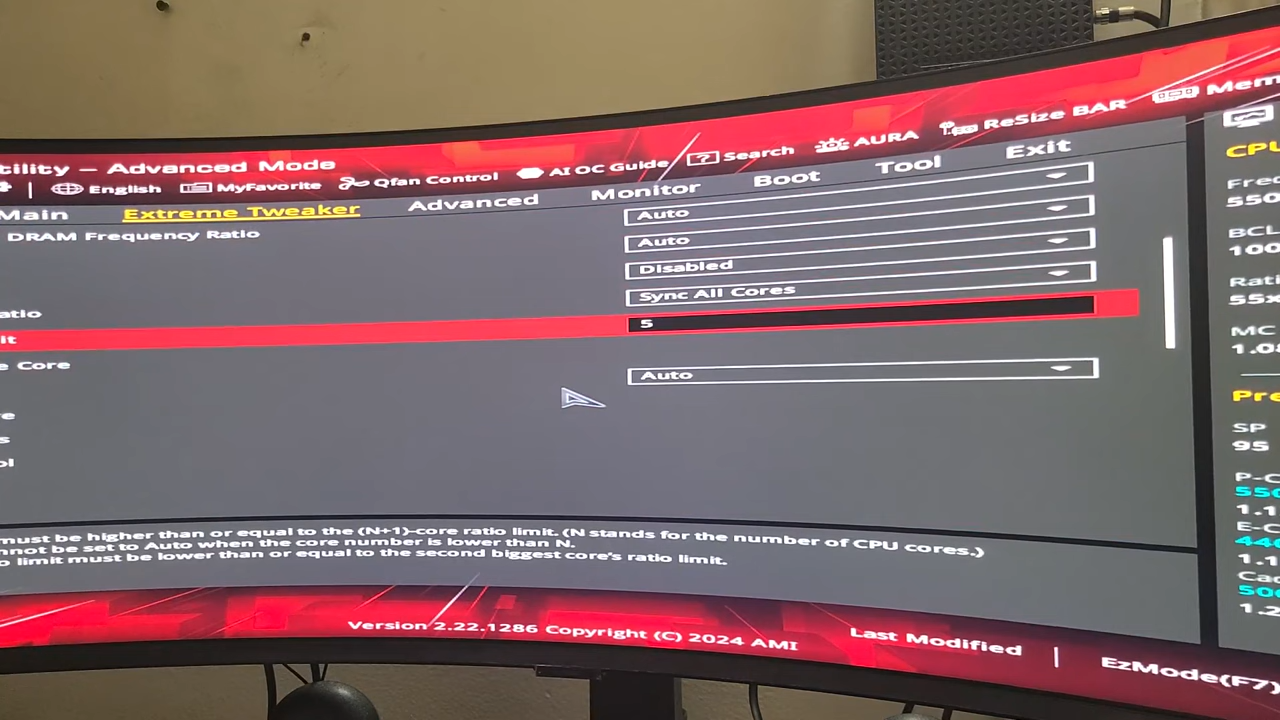 tility – Advanced Mode
English
MyFavorite
Qfan Control
AI OC Guide
Search
AURA
ReSize BAR
Mem
Main
Extreme Tweaker
Advanced
Monitor
Boot
Tool
Exit
DRAM Frequency Ratio
Auto
Auto
Disabled
atio
Sync All Cores
it
5
e Core
Auto
e
s
ol
must be higher than or equal to the (N+1)-core ratio limit. (N stands for the number of CPU cores.)
nnot be set to Auto when the core number is lower than N.
o limit must be lower than or equal to the second biggest core's ratio limit.
CPU
Freq
550
BCL
100
Rati
55x
MC
1.0
Pre
SP
95
P-C
550
1.1
E-C
440
1.1
Cac
500
1.2
Version 2.22.1286 Copyright (C) 2024 AMI
Last Modified
EzMode(F7)